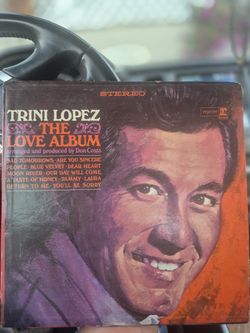 STEREO
reprise
TRINI LOPEZ
THE
LOVE ALBUM
arranged and produced by Don Costa
SAD TOMORROWS · ARE YOU SINCERE
PEOPLE · BLUE VELVET · DEAR HEART
MOON RIVER · OUR DAY WILL COME
A TASTE OF HONEY · TAMMY · LAURA
RETURN TO ME · YOU'LL BE SORRY